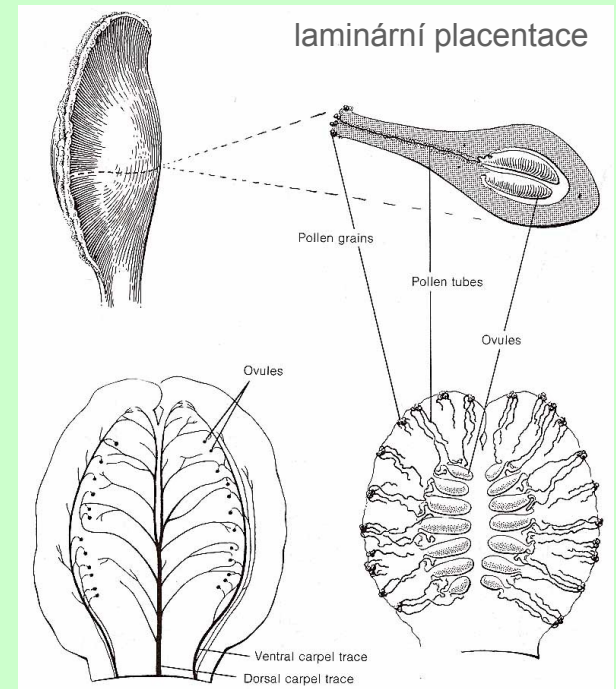 laminární placentace
Pollen grains
Pollen tubes
Ovules
Ovules
Ventral carpel trace
Dorsal carpel trace